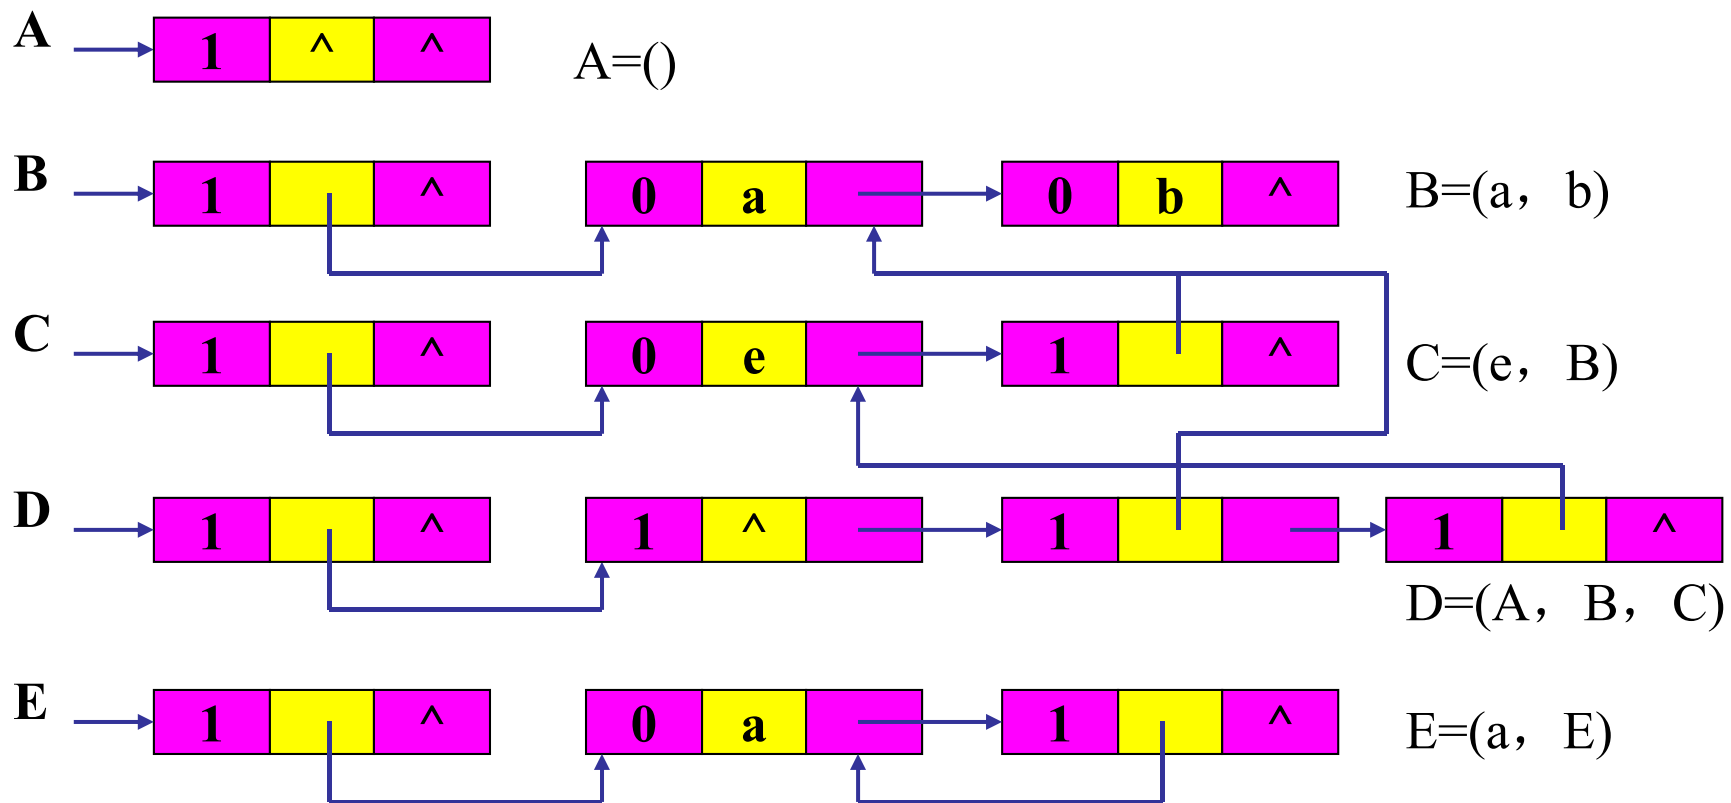 A 1 ^ ^ A=()
B 1 ^ 0 a 0 b ^ B=(a，b)
C 1 ^ 0 e 1 ^ C=(e，B)
D 1 ^ 1 ^ 1 1 ^
D=(A，B，C)
E 1 ^ 0 a 1 ^ E=(a，E)